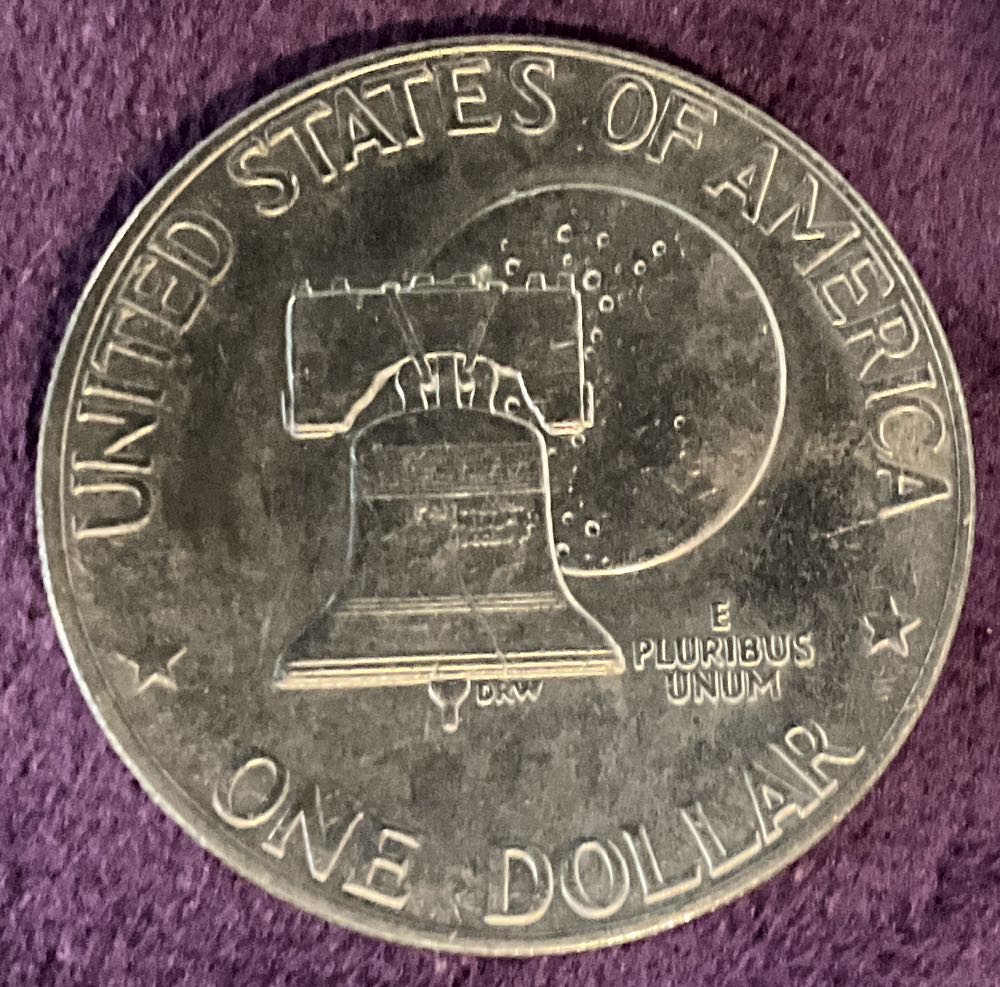 UNITED STATES OF AMERICA
E
PLURIBUS
UNUM
DRW
ONE DOLLAR